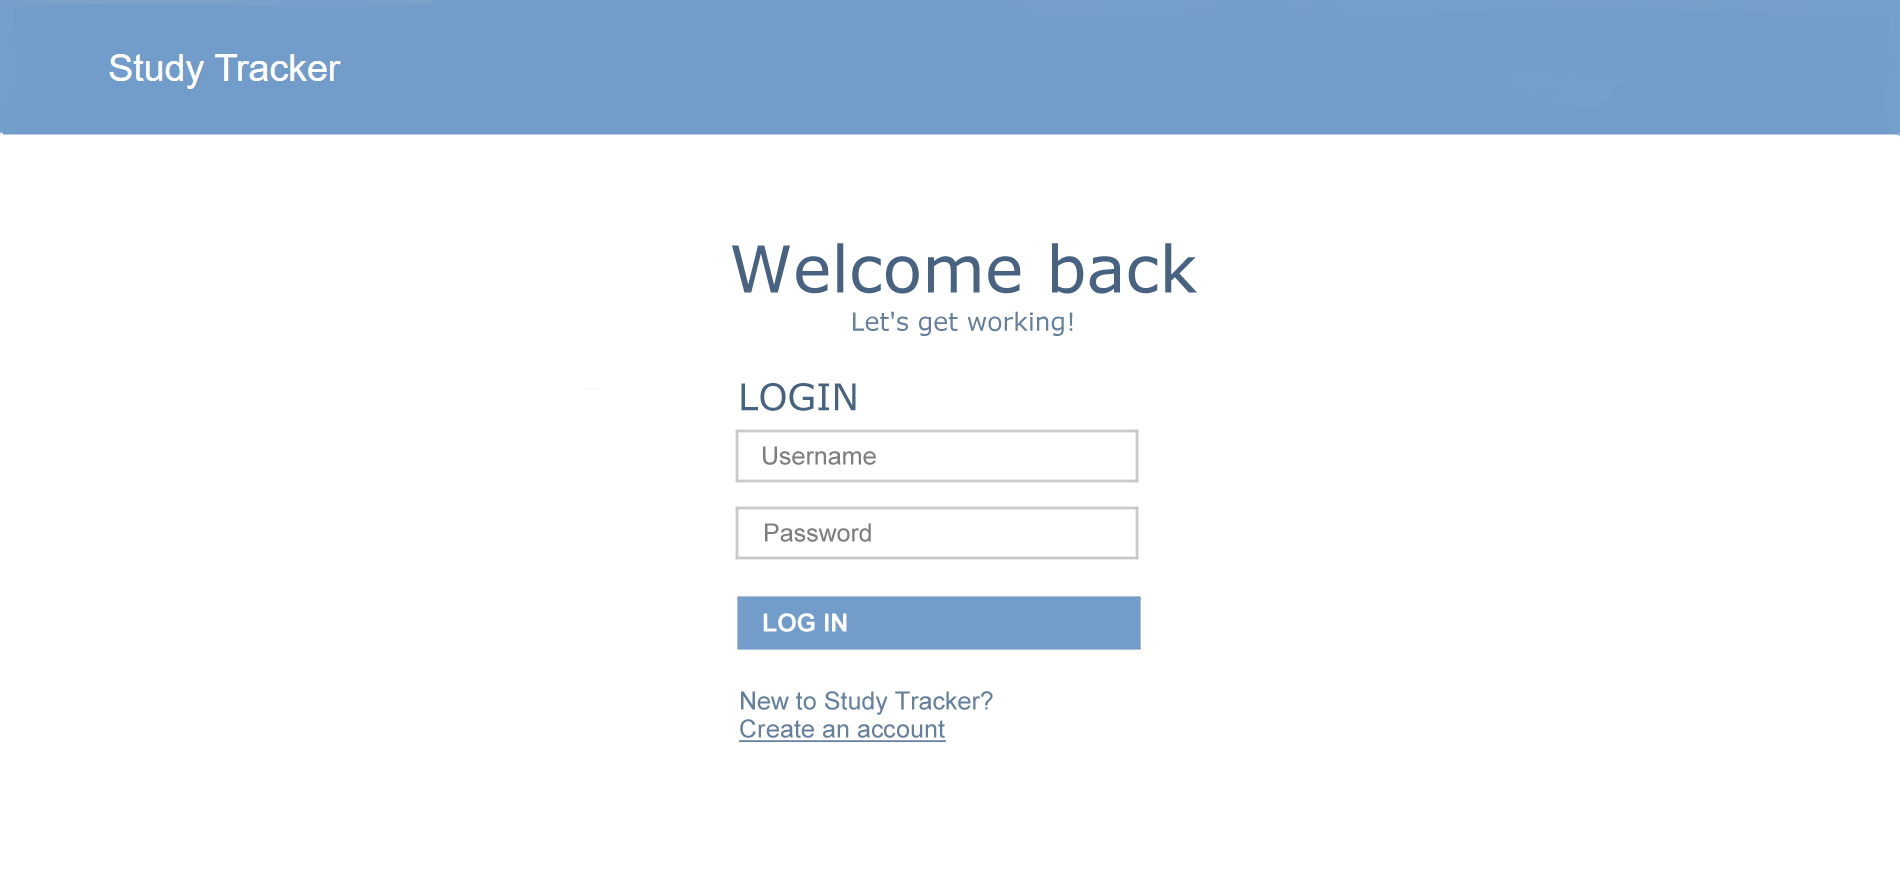 Study Tracker
Welcome back
Let's get working!
LOGIN
Username
Password
LOG IN
New to Study Tracker?
Create an account